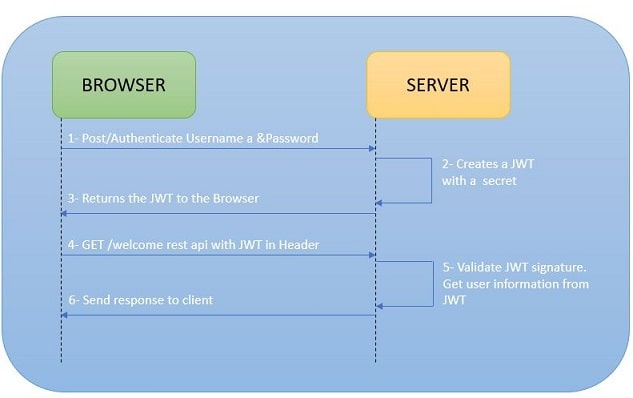 BROWSER
SERVER
1- Post/Authenticate Username a &Password
2- Creates a JWT
with a secret
3- Returns the JWT to the Browser
4- GET /welcome rest api with JWT in Header
5- Validate JWT signature.
Get user information from
JWT
6- Send response to client